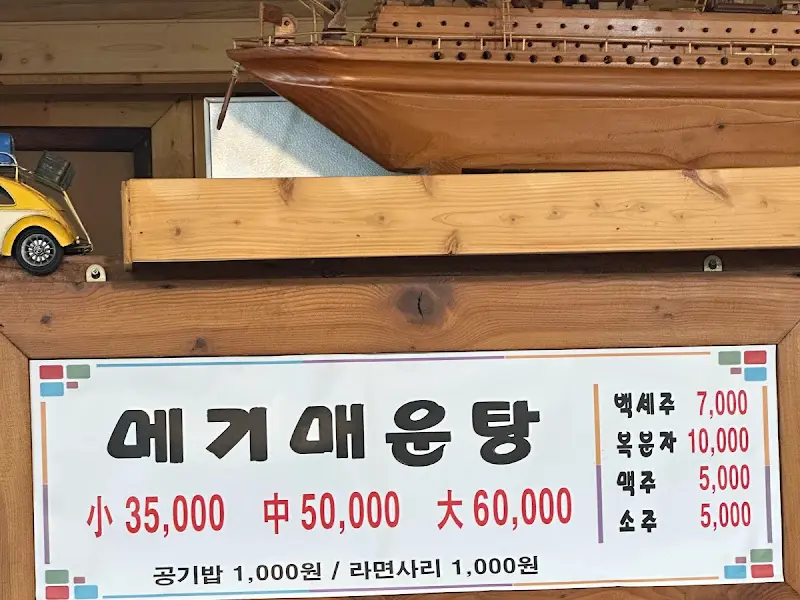 메기매운탕
小 35,000 中 50,000 大 60,000
공기밥 1,000원 / 라면사리 1,000원
백세주 7,000
복분자 10,000
맥주 5,000
소주 5,000